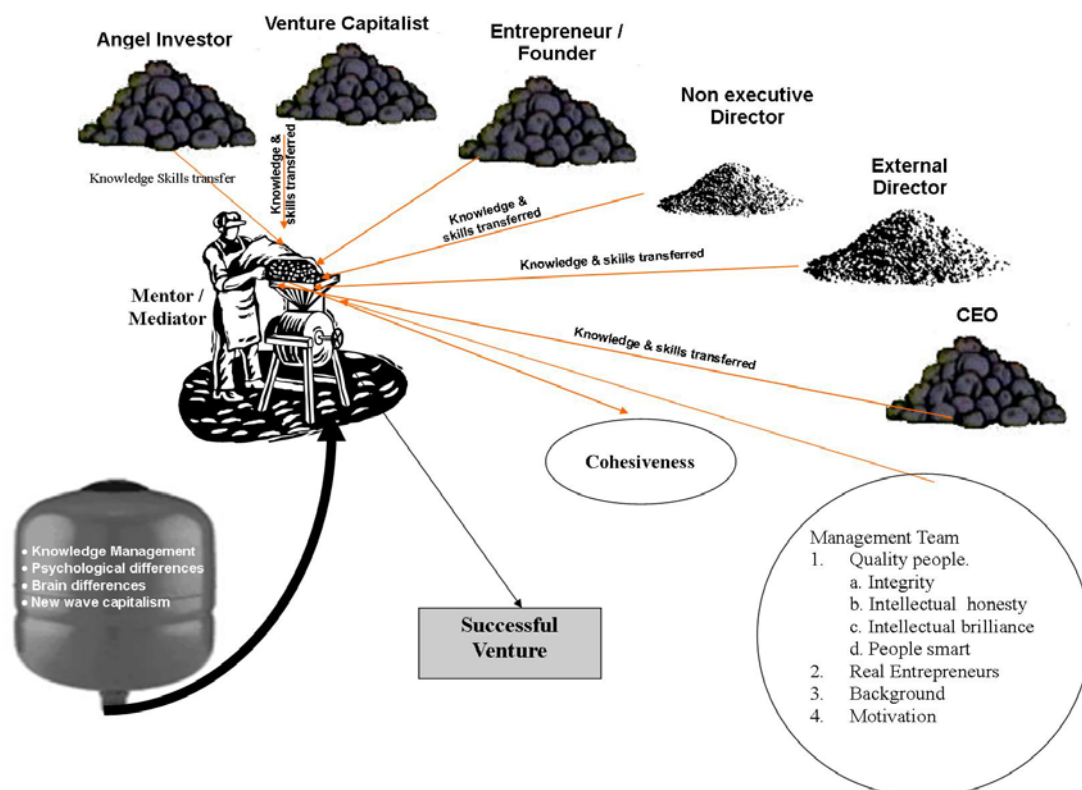 Angel Investor
Venture Capitalist
Entrepreneur /
Founder
Non executive
Director
External
Director
CEO
Knowledge Skills transfer
Knowledge &
skills transferred
Knowledge &
skills transferred
Knowledge & skills transferred
Knowledge & skills transferred
Mentor /
Mediator
Cohesiveness
• Knowledge Management
• Psychological differences
• Brain differences
• New wave capitalism
Successful
Venture
Management Team
1. Quality people.
a. Integrity
b. Intellectual honesty
c. Intellectual brilliance
d. People smart
2. Real Entrepreneurs
3. Background
4. Motivation